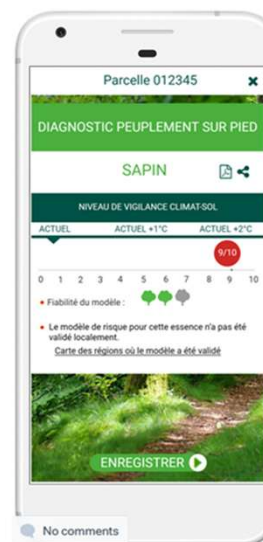 Parcelle 012345
DIAGNOSTIC PEUPLEMENT SUR PIED
SAPIN
NIVEAU DE VIGILANCE CLIMAT-SOL
ACTUEL ACTUEL +1°C ACTUEL +2°C
9/10
0 1 2 3 4 5 6 7 8 9 10
• Fiabilité du modèle :
• Le modèle de risque pour cette essence n'a pas été
validé localement.
Carte des régions où le modèle a été validé
ENREGISTRER
No comments